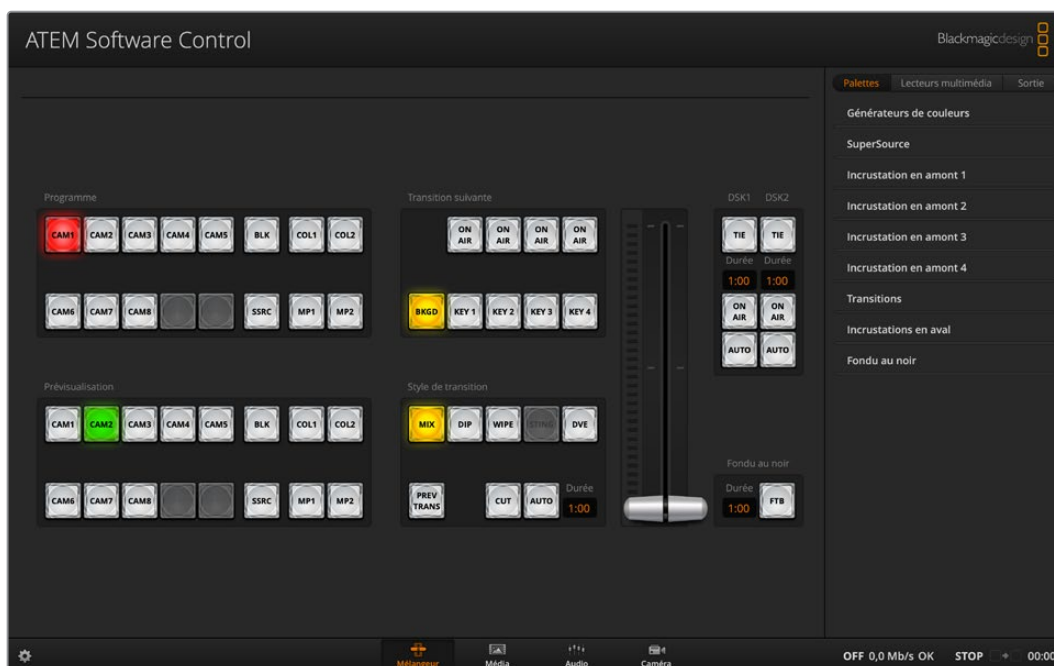 ATEM Software Control
Blackmagicdesign
Palettes Lecteurs multimédia Sortie
Générateurs de couleurs
SuperSource
Incrustation en amont 1
Incrustation en amont 2
Incrustation en amont 3
Incrustation en amont 4
Transitions
Incrustations en aval
Fondu au noir
Programme
CAM1 CAM2 CAM3 CAM4 CAM5 BLK COL1 COL2
CAM6 CAM7 CAM8 SSRC MP1 MP2
Transition suivante
ON AIR ON AIR ON AIR ON AIR
BKGD KEY 1 KEY 2 KEY 3 KEY 4
DSK1 DSK2
TIE TIE
Durée Durée
1:00 1:00
ON AIR ON AIR
AUTO AUTO
Prévisualisation
CAM1 CAM2 CAM3 CAM4 CAM5 BLK COL1 COL2
CAM6 CAM7 CAM8 SSRC MP1 MP2
Style de transition
MIX DIP WIPE STING DVE
PREV TRANS CUT AUTO
Durée
1:00
Fondu au noir
Durée
1:00 FTB
Mélangeur Média Audio Caméra
OFF 0,0 Mb/s OK STOP 00:00